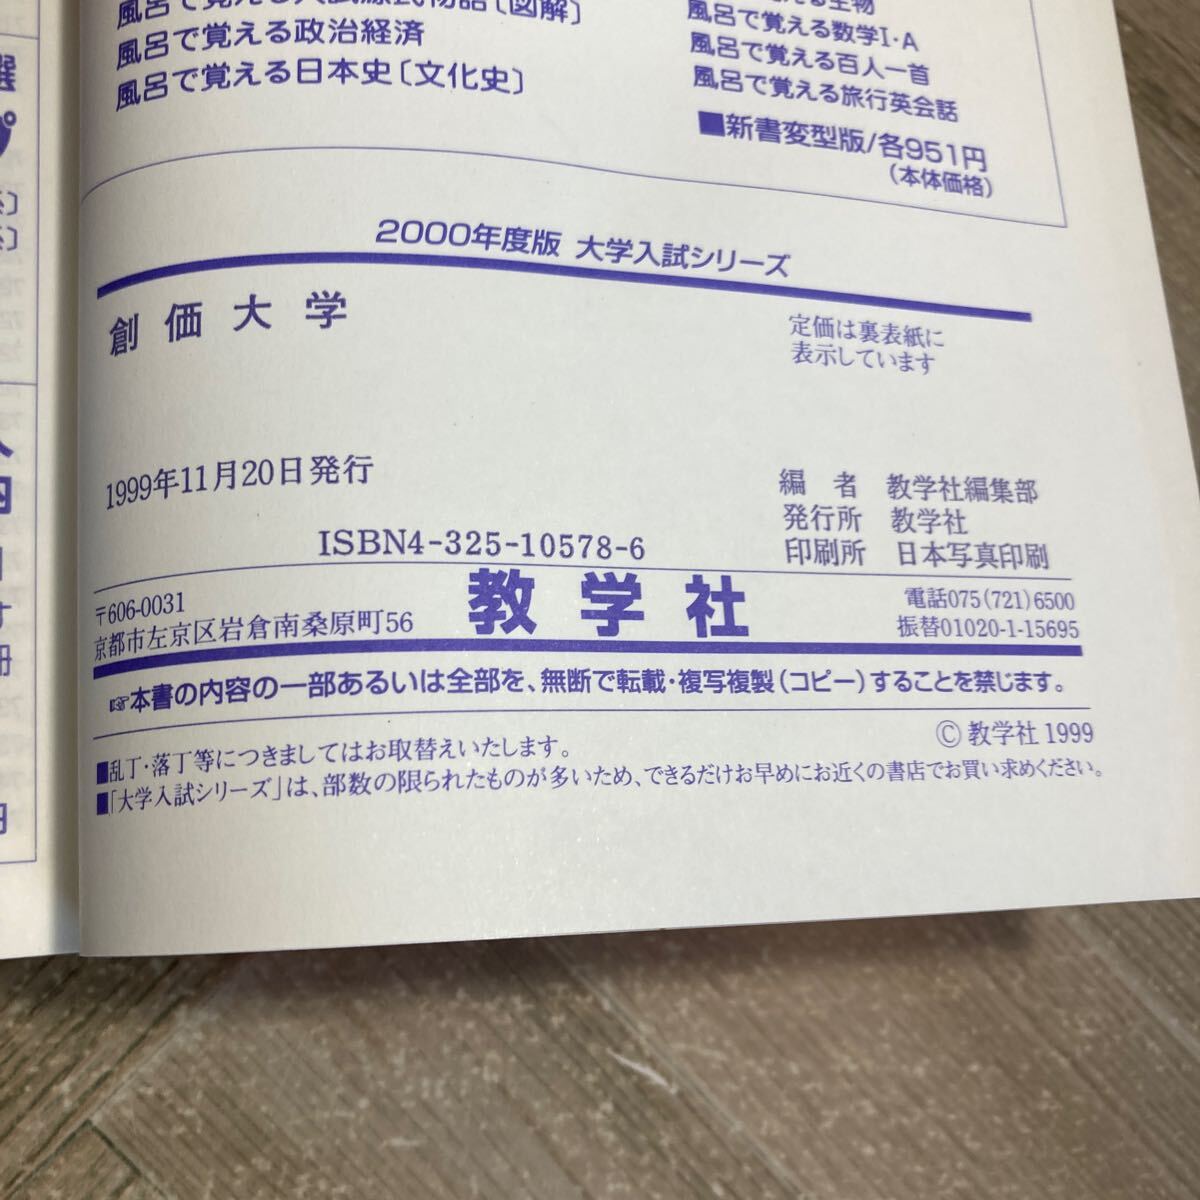 風呂で覚える入試源氏物語〔図解〕
風呂で覚える政治経済
風呂で覚える日本史〔文化史〕
風呂で覚える数学Ⅰ・A
風呂で覚える百人一首
風呂で覚える旅行英会話
■新書変型版/各951円
(本体価格)
2000年度版 大学入試シリーズ
創価大学
定価は裏表紙に
表示しています
1999年11月20日発行
ISBN4-325-10578-6
編者 教学社編集部
発行所 教学社
印刷所 日本写真印刷
〒606-0031
京都市左京区岩倉南桑原町56
教学社
電話075(721)6500
振替01020-1-15695
☞本書の内容の一部あるいは全部を、無断で転載・複写複製(コピー)することを禁じます。
© 教学社 1999
■乱丁・落丁等につきましてはお取替えいたします。
■「大学入試シリーズ」は、部数の限られたものが多いため、できるだけお早めにお近くの書店でお買い求めください。